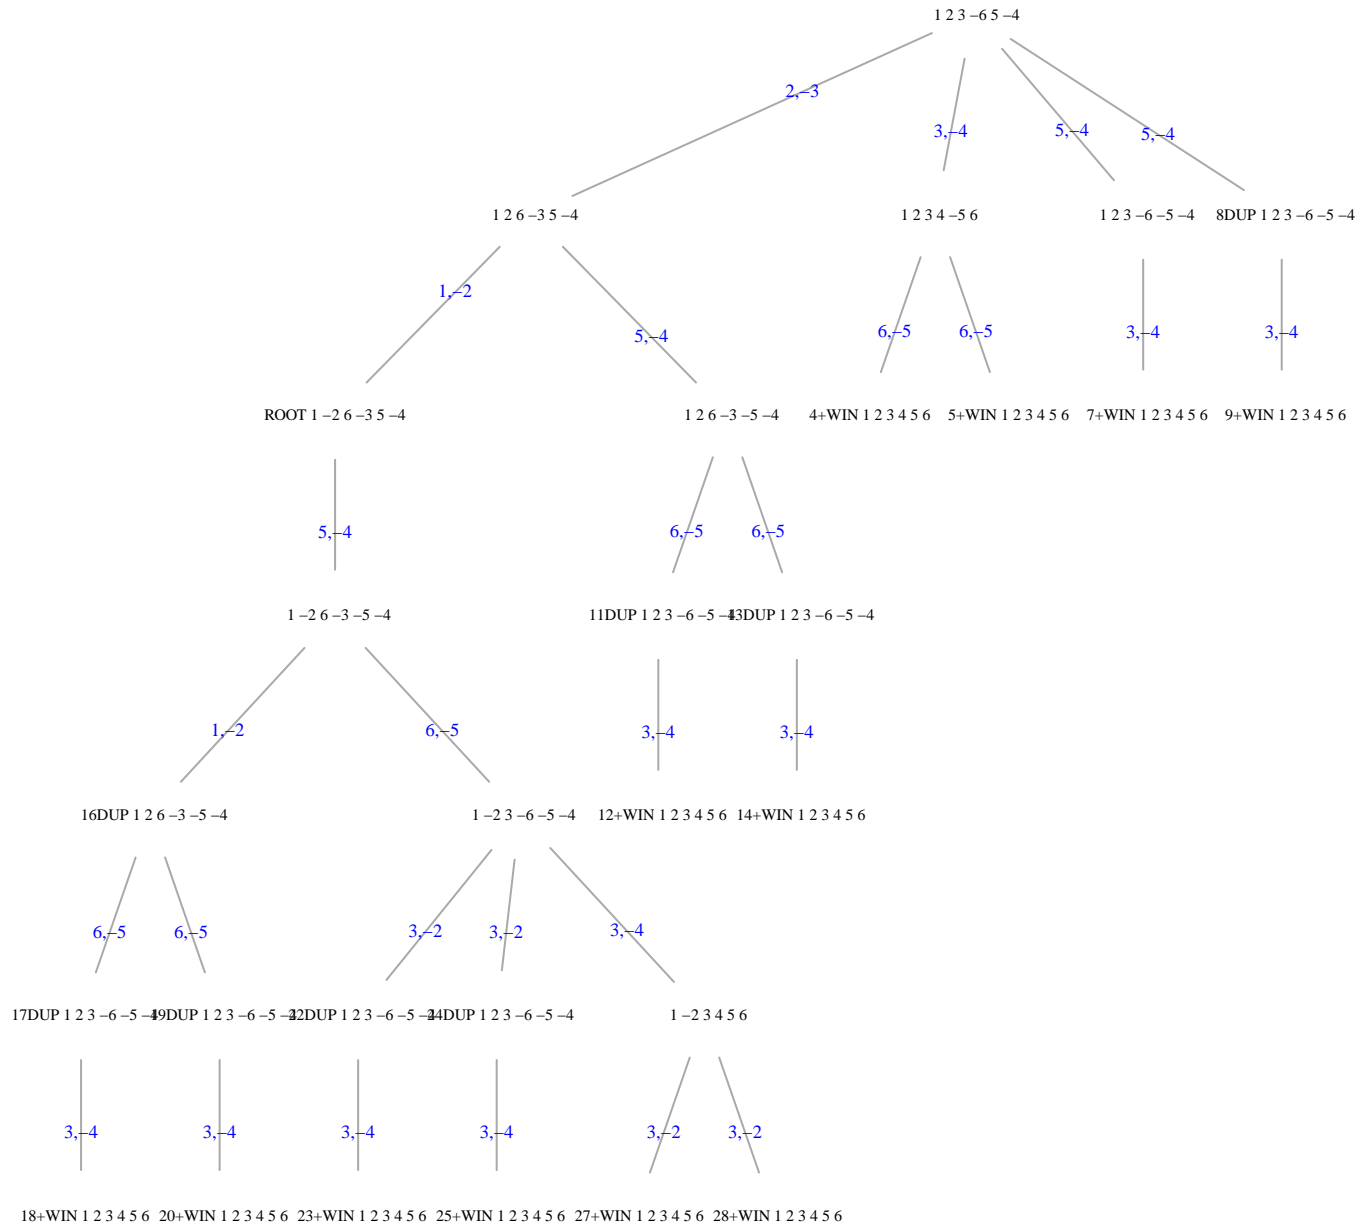 1 2 3 −6 5 −4
2,−3
3,−4
5,−4
5,−4
1 2 6 −3 5 −4
1 2 3 4 −5 6
1 2 3 −6 −5 −4
8DUP 1 2 3 −6 −5 −4
1,−2
5,−4
6,−5
6,−5
3,−4
3,−4
ROOT 1 −2 6 −3 5 −4
1 2 6 −3 −5 −4
4+WIN 1 2 3 4 5 6
5+WIN 1 2 3 4 5 6
7+WIN 1 2 3 4 5 6
9+WIN 1 2 3 4 5 6
5,−4
6,−5
6,−5
1 −2 6 −3 −5 −4
11DUP 1 2 3 −6 −5 −4
13DUP 1 2 3 −6 −5 −4
1,−2
6,−5
3,−4
3,−4
16DUP 1 2 6 −3 −5 −4
1 −2 3 −6 −5 −4
12+WIN 1 2 3 4 5 6
14+WIN 1 2 3 4 5 6
6,−5
6,−5
3,−2
3,−2
3,−4
17DUP 1 2 3 −6 −5 −4
19DUP 1 2 3 −6 −5 −4
22DUP 1 2 3 −6 −5 −4
24DUP 1 2 3 −6 −5 −4
1 −2 3 4 5 6
3,−4
3,−4
3,−4
3,−4
3,−2
3,−2
18+WIN 1 2 3 4 5 6
20+WIN 1 2 3 4 5 6
23+WIN 1 2 3 4 5 6
25+WIN 1 2 3 4 5 6
27+WIN 1 2 3 4 5 6
28+WIN 1 2 3 4 5 6